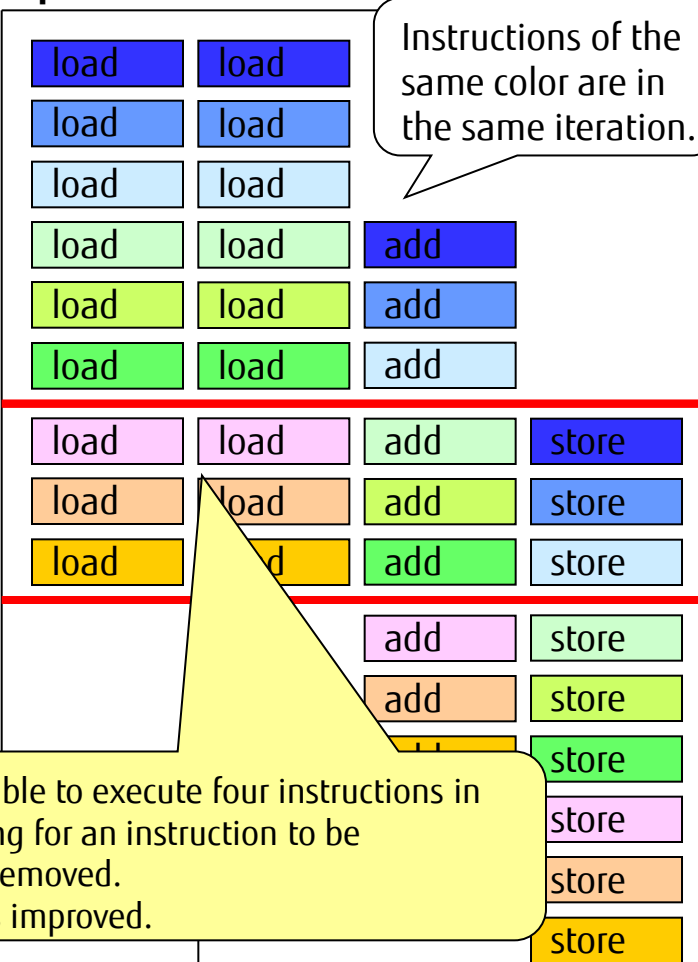 Instructions of the
same color are in
the same iteration.
load load
load load
load load
load load add
load load add
load load add
load load add store
load load add store
load add store
add store
add store
store
ble to execute four instructions in
g for an instruction to be
emoved.
improved.
store
store
store